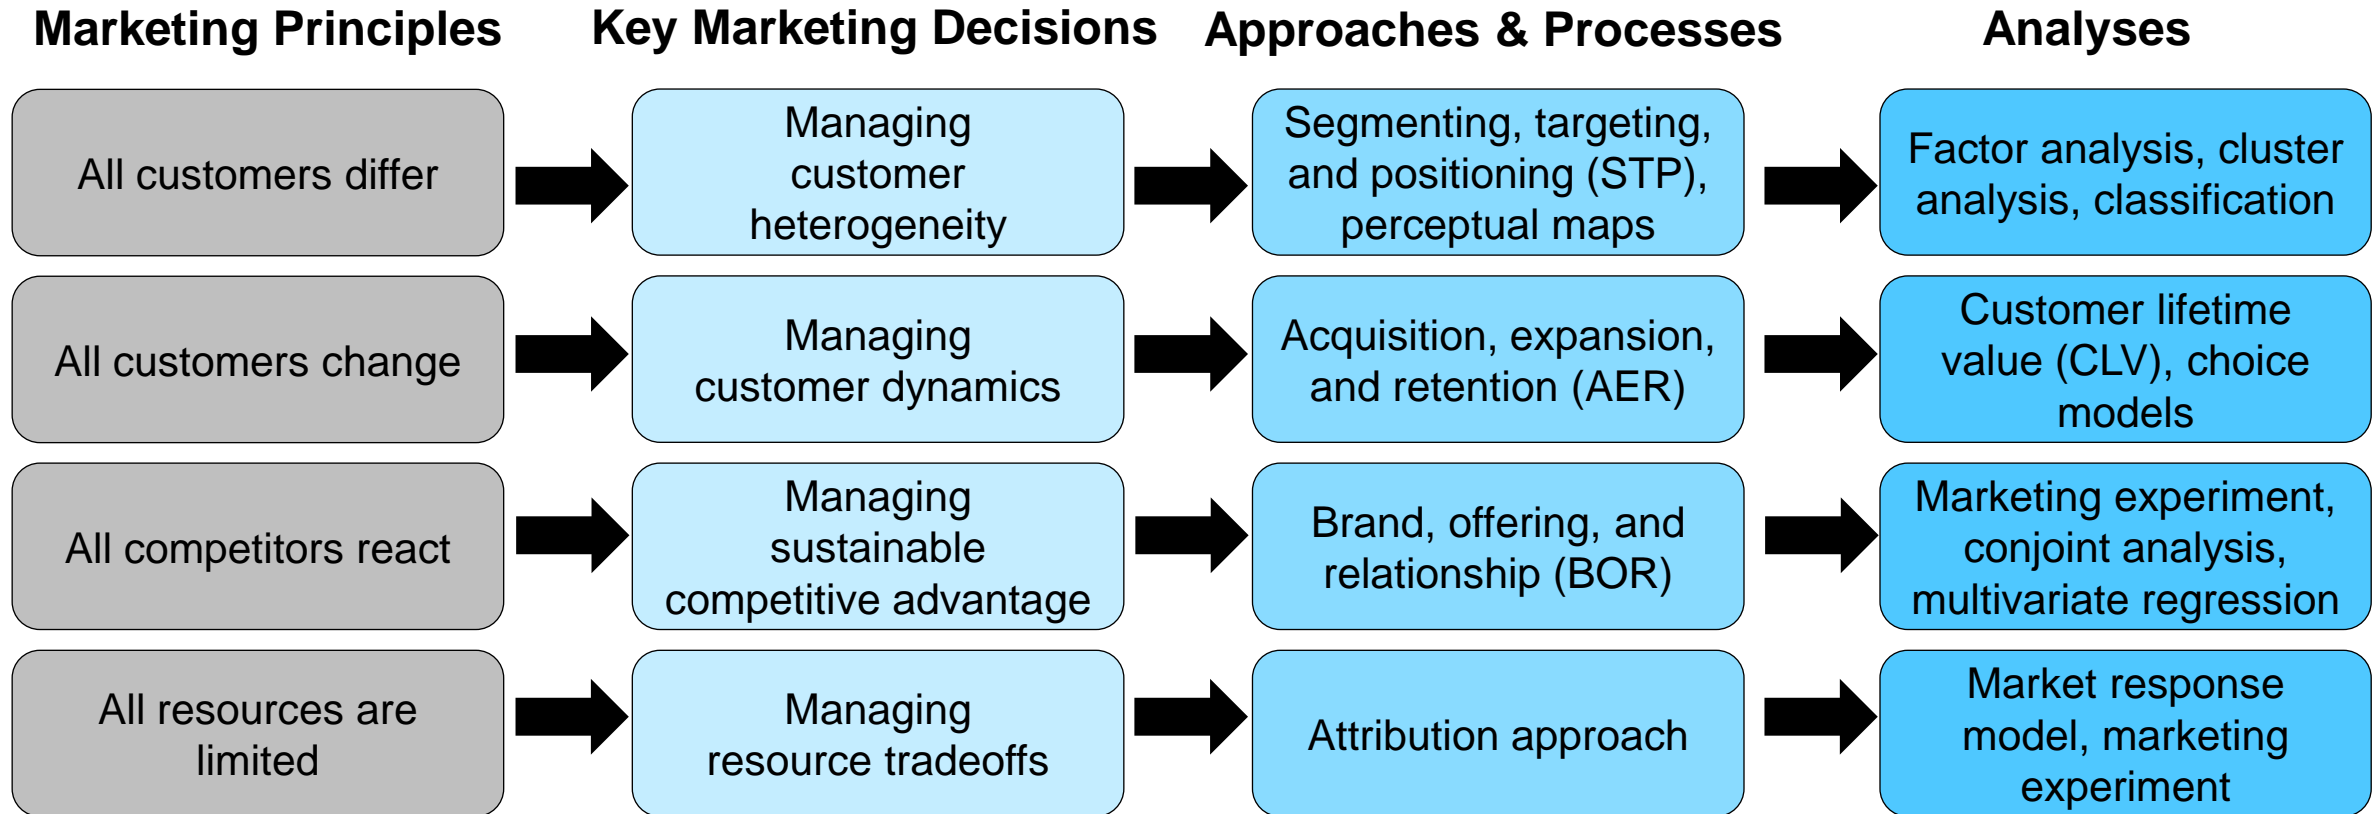 Marketing Principles
Key Marketing Decisions
Approaches & Processes
Analyses
All customers differ
Managing
customer
heterogeneity
Segmenting, targeting,
and positioning (STP),
perceptual maps
Factor analysis, cluster
analysis, classification
All customers change
Managing
customer dynamics
Acquisition, expansion,
and retention (AER)
Customer lifetime
value (CLV), choice
models
All competitors react
Managing
sustainable
competitive advantage
Brand, offering, and
relationship (BOR)
Marketing experiment,
conjoint analysis,
multivariate regression
All resources are
limited
Managing
resource tradeoffs
Attribution approach
Market response
model, marketing
experiment